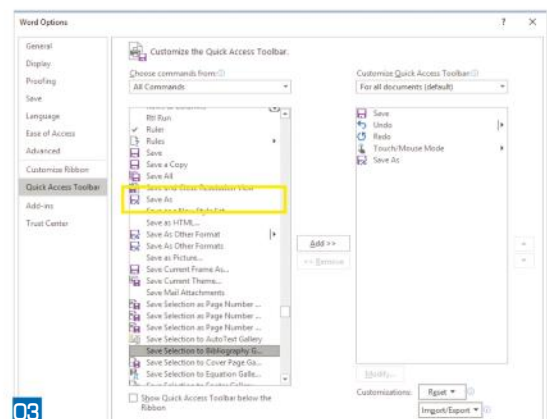 Word Options ? ×
General
Display
Proofing
Save
Language
Ease of Access
Advanced
Customize Ribbon
Quick Access Toolbar
Add-ins
Trust Center
Customize the Quick Access Toolbar.
Choose commands from:
All Commands
Rtl Run
Ruler
Rules
Save
Save a Copy
Save All
Save As
Save as HTML...
Save As Other Format
Save As Other Formats
Save as Picture...
Save Current Frame As...
Save Current Theme...
Save Mail Attachments
Save Selection as Page Number ...
Save Selection as Page Number ...
Save Selection as Page Number ...
Save Selection to AutoText Gallery
Save Selection to Bibliography G...
Save Selection to Cover Page Ga...
Save Selection to Equation Galle...
Show Quick Access Toolbar below the
Ribbon
Add >>
<< Remove
Customize Quick Access Toolbar:
For all documents (default)
Save
Undo
Redo
Touch/Mouse Mode
Save As
Modify...
Customizations:
Reset
Import/Export
03